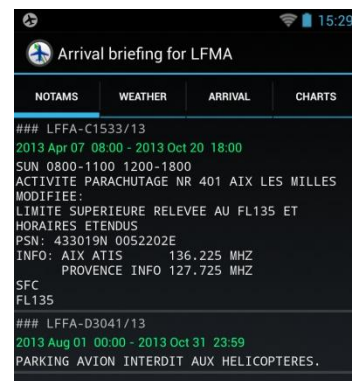 15:29
Arrival briefing for LFMA
NOTAMS WEATHER ARRIVAL CHARTS
### LFFA-C1533/13
2013 Apr 07 08:00 - 2013 Oct 20 18:00
SUN 0800-1100 1200-1800
ACTIVITE PARACHUTAGE NR 401 AIX LES MILLES
MODIFIEE:
LIMITE SUPERIEURE RELEVEE AU FL135 ET
HORAIRES ETENDUS
PSN: 433019N 0052202E
INFO: AIX ATIS 136.225 MHZ
PROVENCE INFO 127.725 MHZ
SFC
FL135
### LFFA-D3041/13
2013 Aug 01 00:00 - 2013 Oct 31 23:59
PARKING AVION INTERDIT AUX HELICOPTERES.